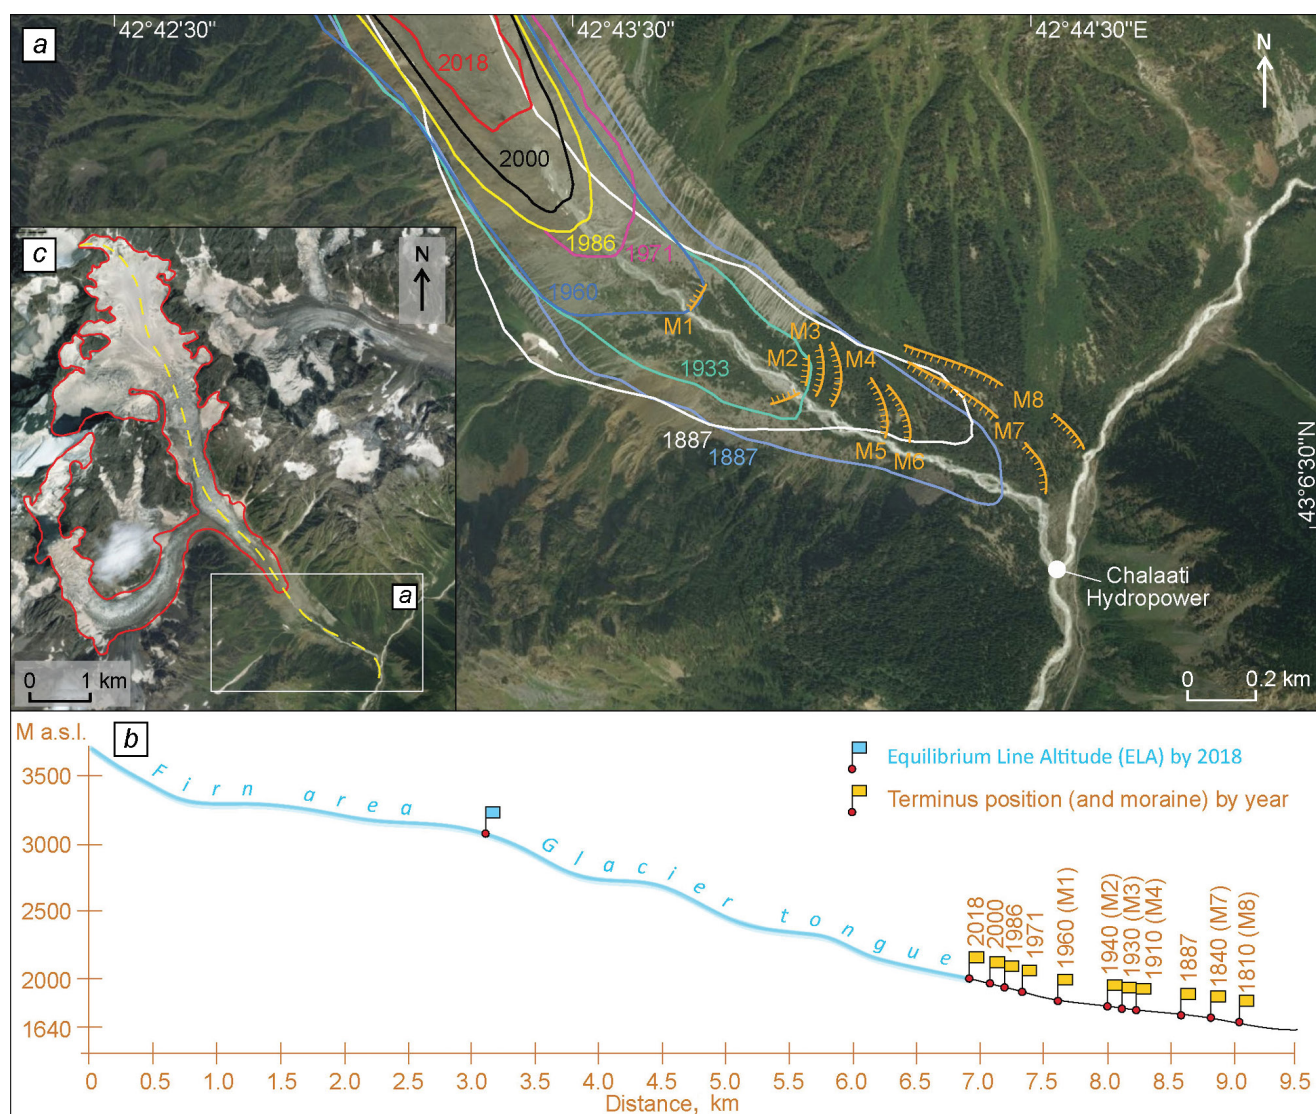 a
42°42'30"
42°43'30"
42°44'30"E
N
2018
2000
1986
1971
1960
M1
1933
M2
M3
M4
M5
M6
M7
M8
1887
1887
43°6'30"N
Chalaati
Hydropower
0 0.2 km
c
N
a
0 1 km
b
M a.s.l.
3500
3000
2500
2000
1640
Firn area
Glacier tongue
Equilibrium Line Altitude (ELA) by 2018
Terminus position (and moraine) by year
2018
2000
1986
1971
1960 (M1)
1940 (M2)
1930 (M3)
1910 (M4)
1887
1840 (M7)
1810 (M8)
0 0.5 1.0 1.5 2.0 2.5 3.0 3.5 4.0 4.5 5.0 5.5 6.0 6.5 7.0 7.5 8.0 8.5 9.0 9.5
Distance, km